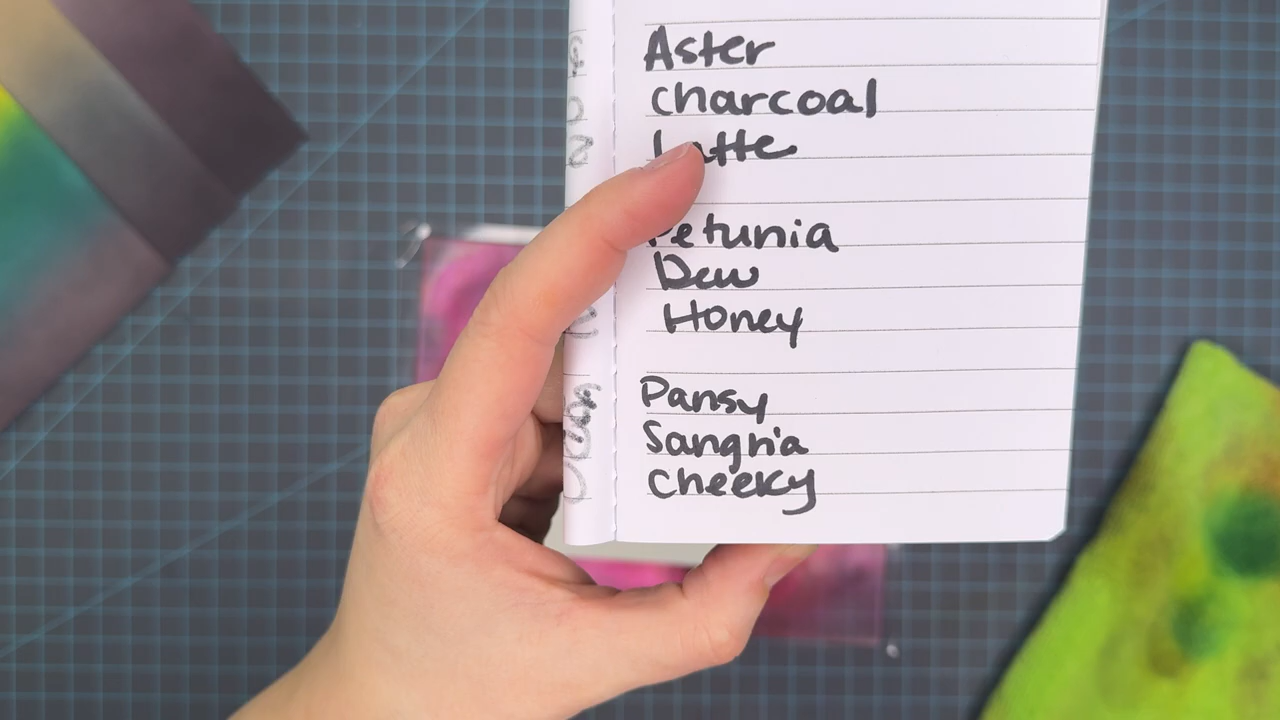 Aster
Charcoal
Latte
Petunia
Dew
Honey
Pansy
Sangria
Cheeky